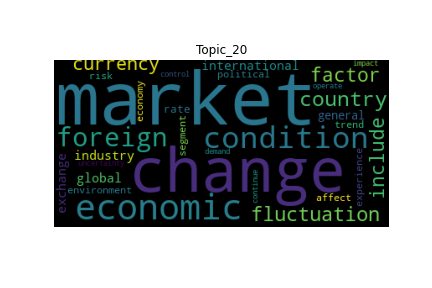 Topic_20
currency
international
impact
risk
control
political
factor
market
economy
operate
country
rate
general
foreign
segment
condition
trend
include
industry
change
demand
exchange
uncertainty
global
environment
continue
experience
affect
economic
fluctuation